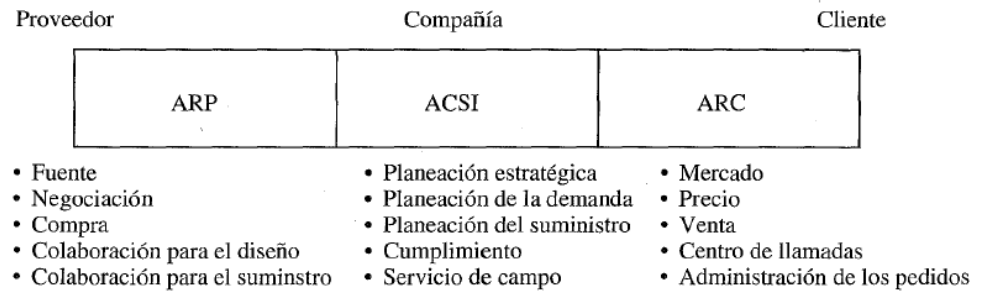 Proveedor Compañía Cliente
ARP ACSI ARC
• Fuente
• Negociación
• Compra
• Colaboración para el diseño
• Colaboración para el suminstro
• Planeación estratégica
• Planeación de la demanda
• Planeación del suministro
• Cumplimiento
• Servicio de campo
• Mercado
• Precio
• Venta
• Centro de llamadas
• Administración de los pedidos